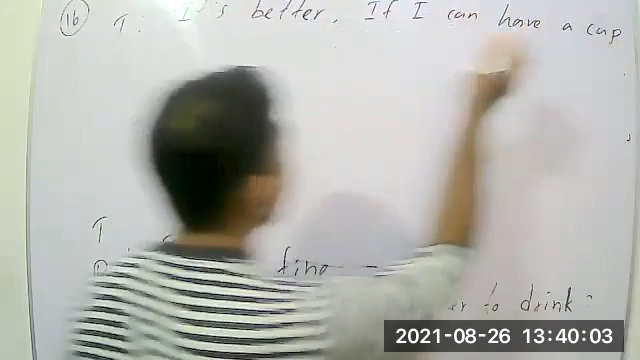 16 T: It's better, If I can have a cup
T
fine
to drink?
2021-08-26 13:40:03